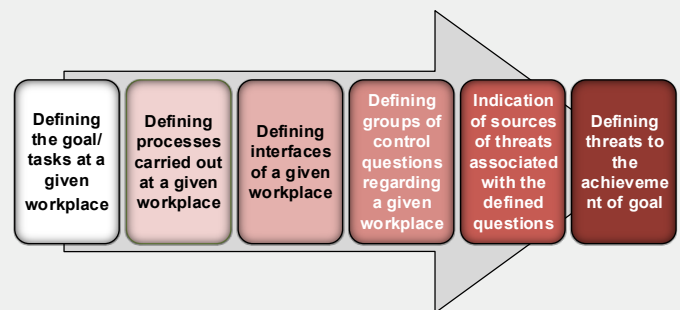 Defining
the goal/
tasks at a
given
workplace
Defining
processes
carried out
at a given
workplace
Defining
interfaces
of a given
workplace
Defining
groups of
control
questions
regarding
a given
workplace
Indication
of sources
of threats
associated
with the
defined
questions
Defining
threats to
the
achieveme
nt of goal